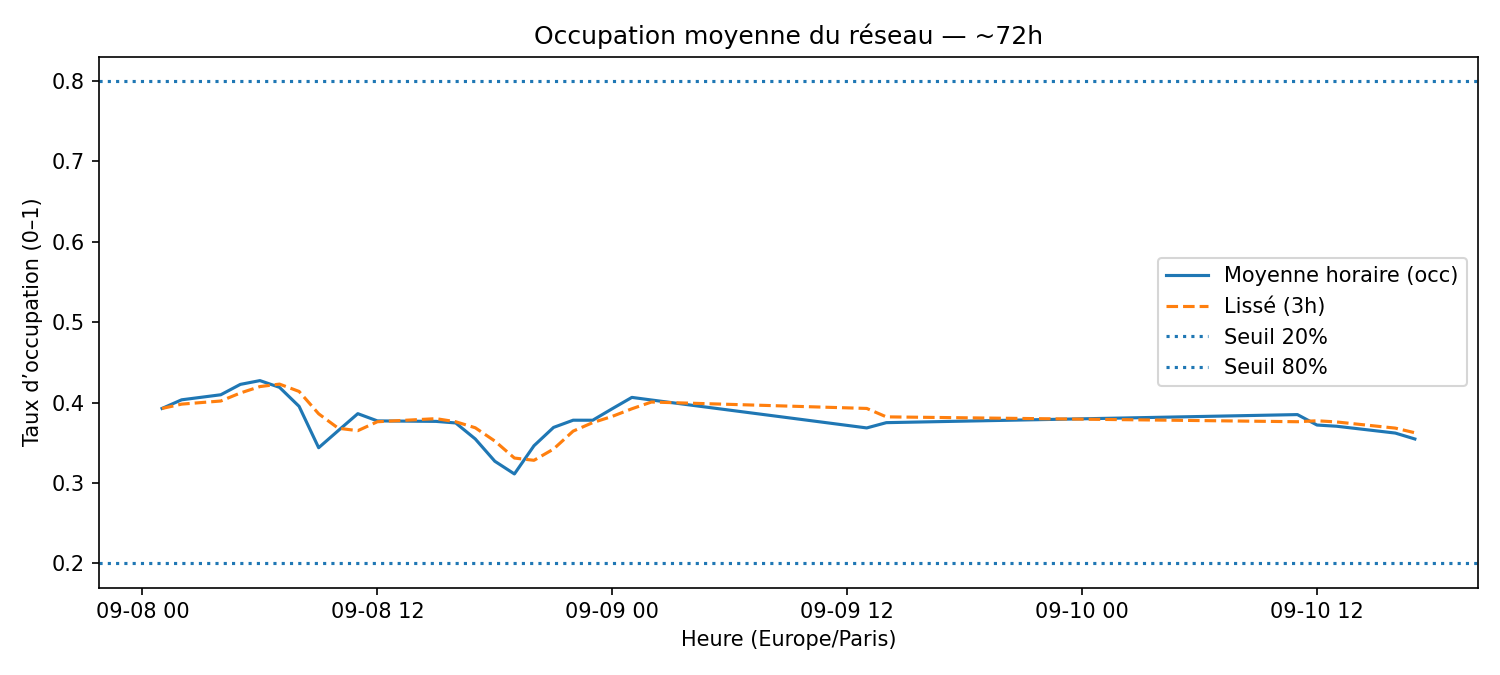 Occupation moyenne du réseau — ~72h
Taux d’occupation (0–1)
0.8
0.7
0.6
0.5
0.4
0.3
0.2
Moyenne horaire (occ)
Lissé (3h)
Seuil 20%
Seuil 80%
09-08 00 09-08 12 09-09 00 09-09 12 09-10 00 09-10 12
Heure (Europe/Paris)